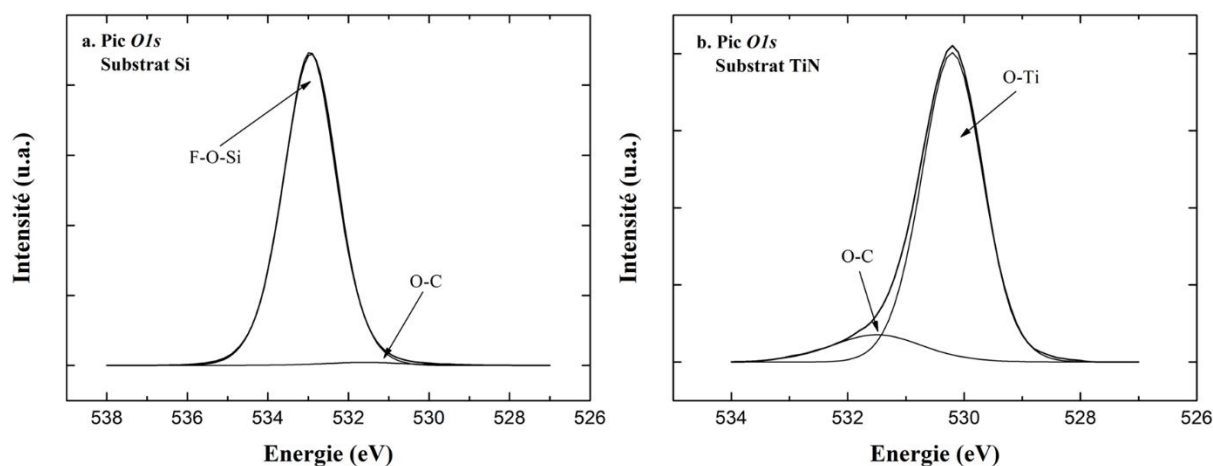 a. Pic O1s
Substrat Si
F-O-Si
O-C
Intensité (u.a.)
538 536 534 532 530 528 526
Energie (eV)
b. Pic O1s
Substrat TiN
O-Ti
O-C
Intensité (u.a.)
534 532 530 528 526
Energie (eV)